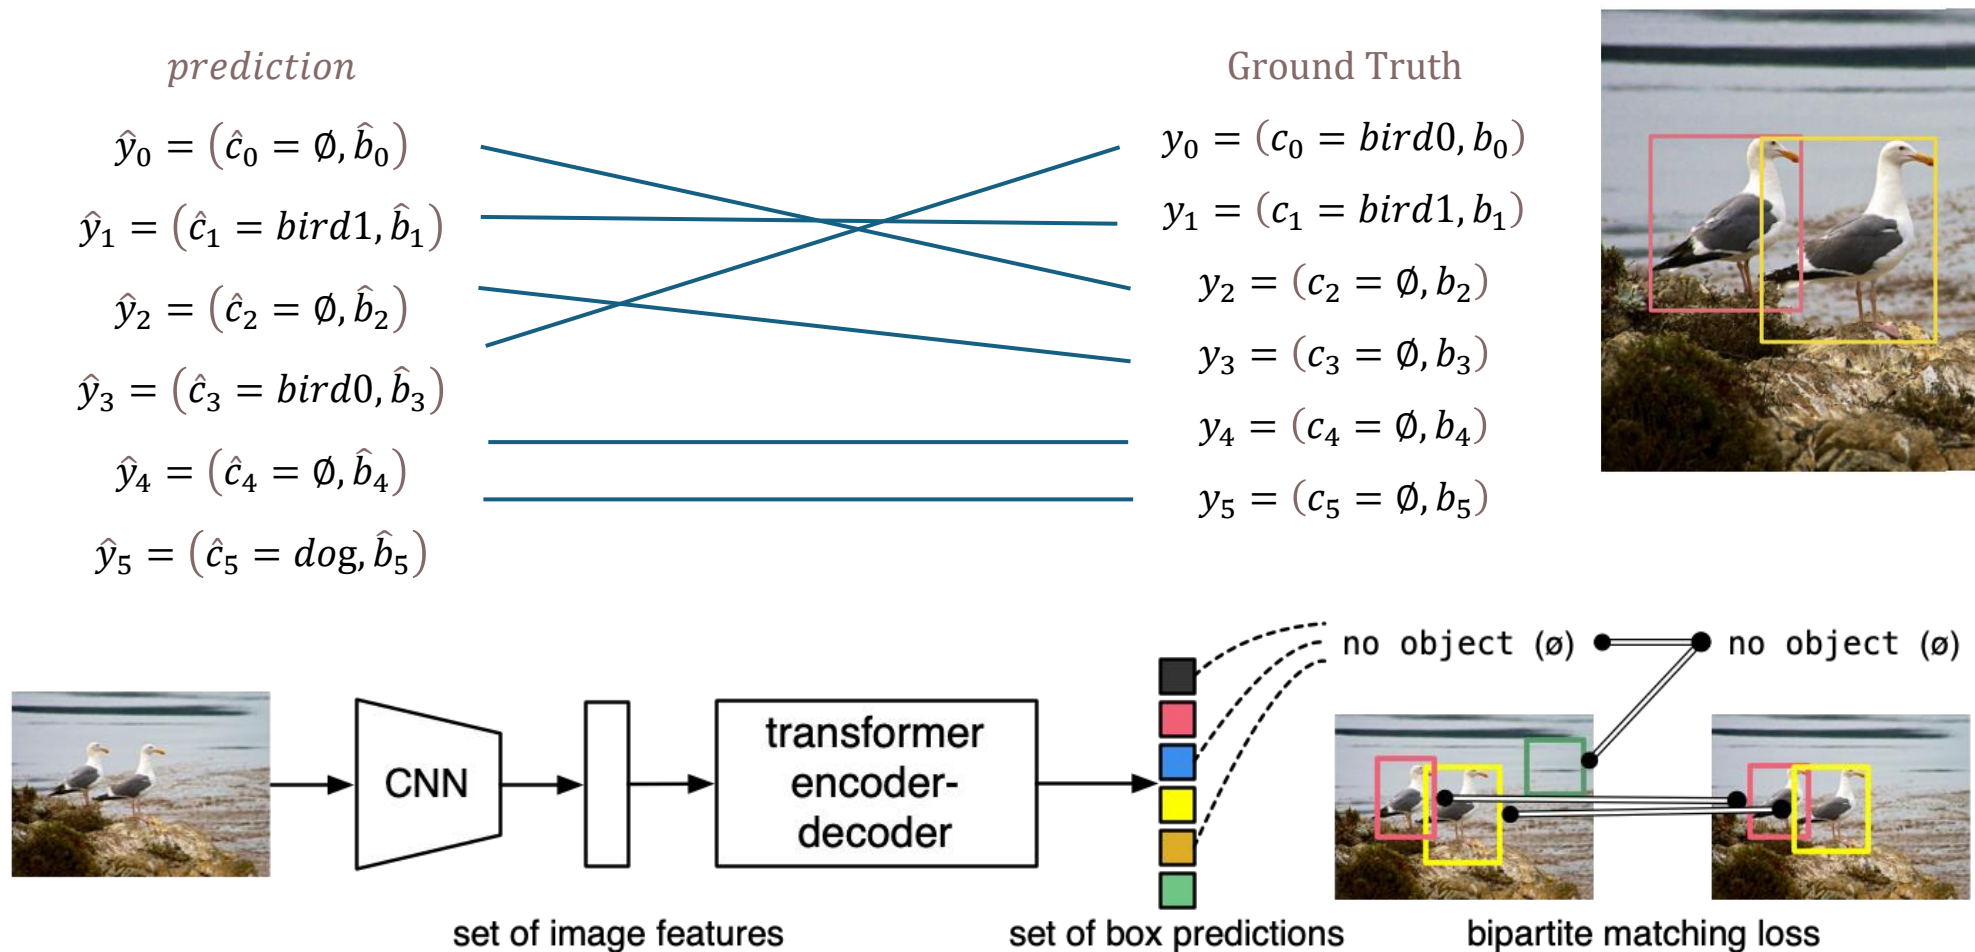 prediction
ŷ₀ = (ĉ₀ = ∅, b̂₀)
ŷ₁ = (ĉ₁ = bird1, b̂₁)
ŷ₂ = (ĉ₂ = ∅, b̂₂)
ŷ₃ = (ĉ₃ = bird0, b̂₃)
ŷ₄ = (ĉ₄ = ∅, b̂₄)
ŷ₅ = (ĉ₅ = dog, b̂₅)
Ground Truth
y₀ = (c₀ = bird0, b₀)
y₁ = (c₁ = bird1, b₁)
y₂ = (c₂ = ∅, b₂)
y₃ = (c₃ = ∅, b₃)
y₄ = (c₄ = ∅, b₄)
y₅ = (c₅ = ∅, b₅)
CNN
transformer
encoder-
decoder
no object (ø)
no object (ø)
set of image features
set of box predictions
bipartite matching loss